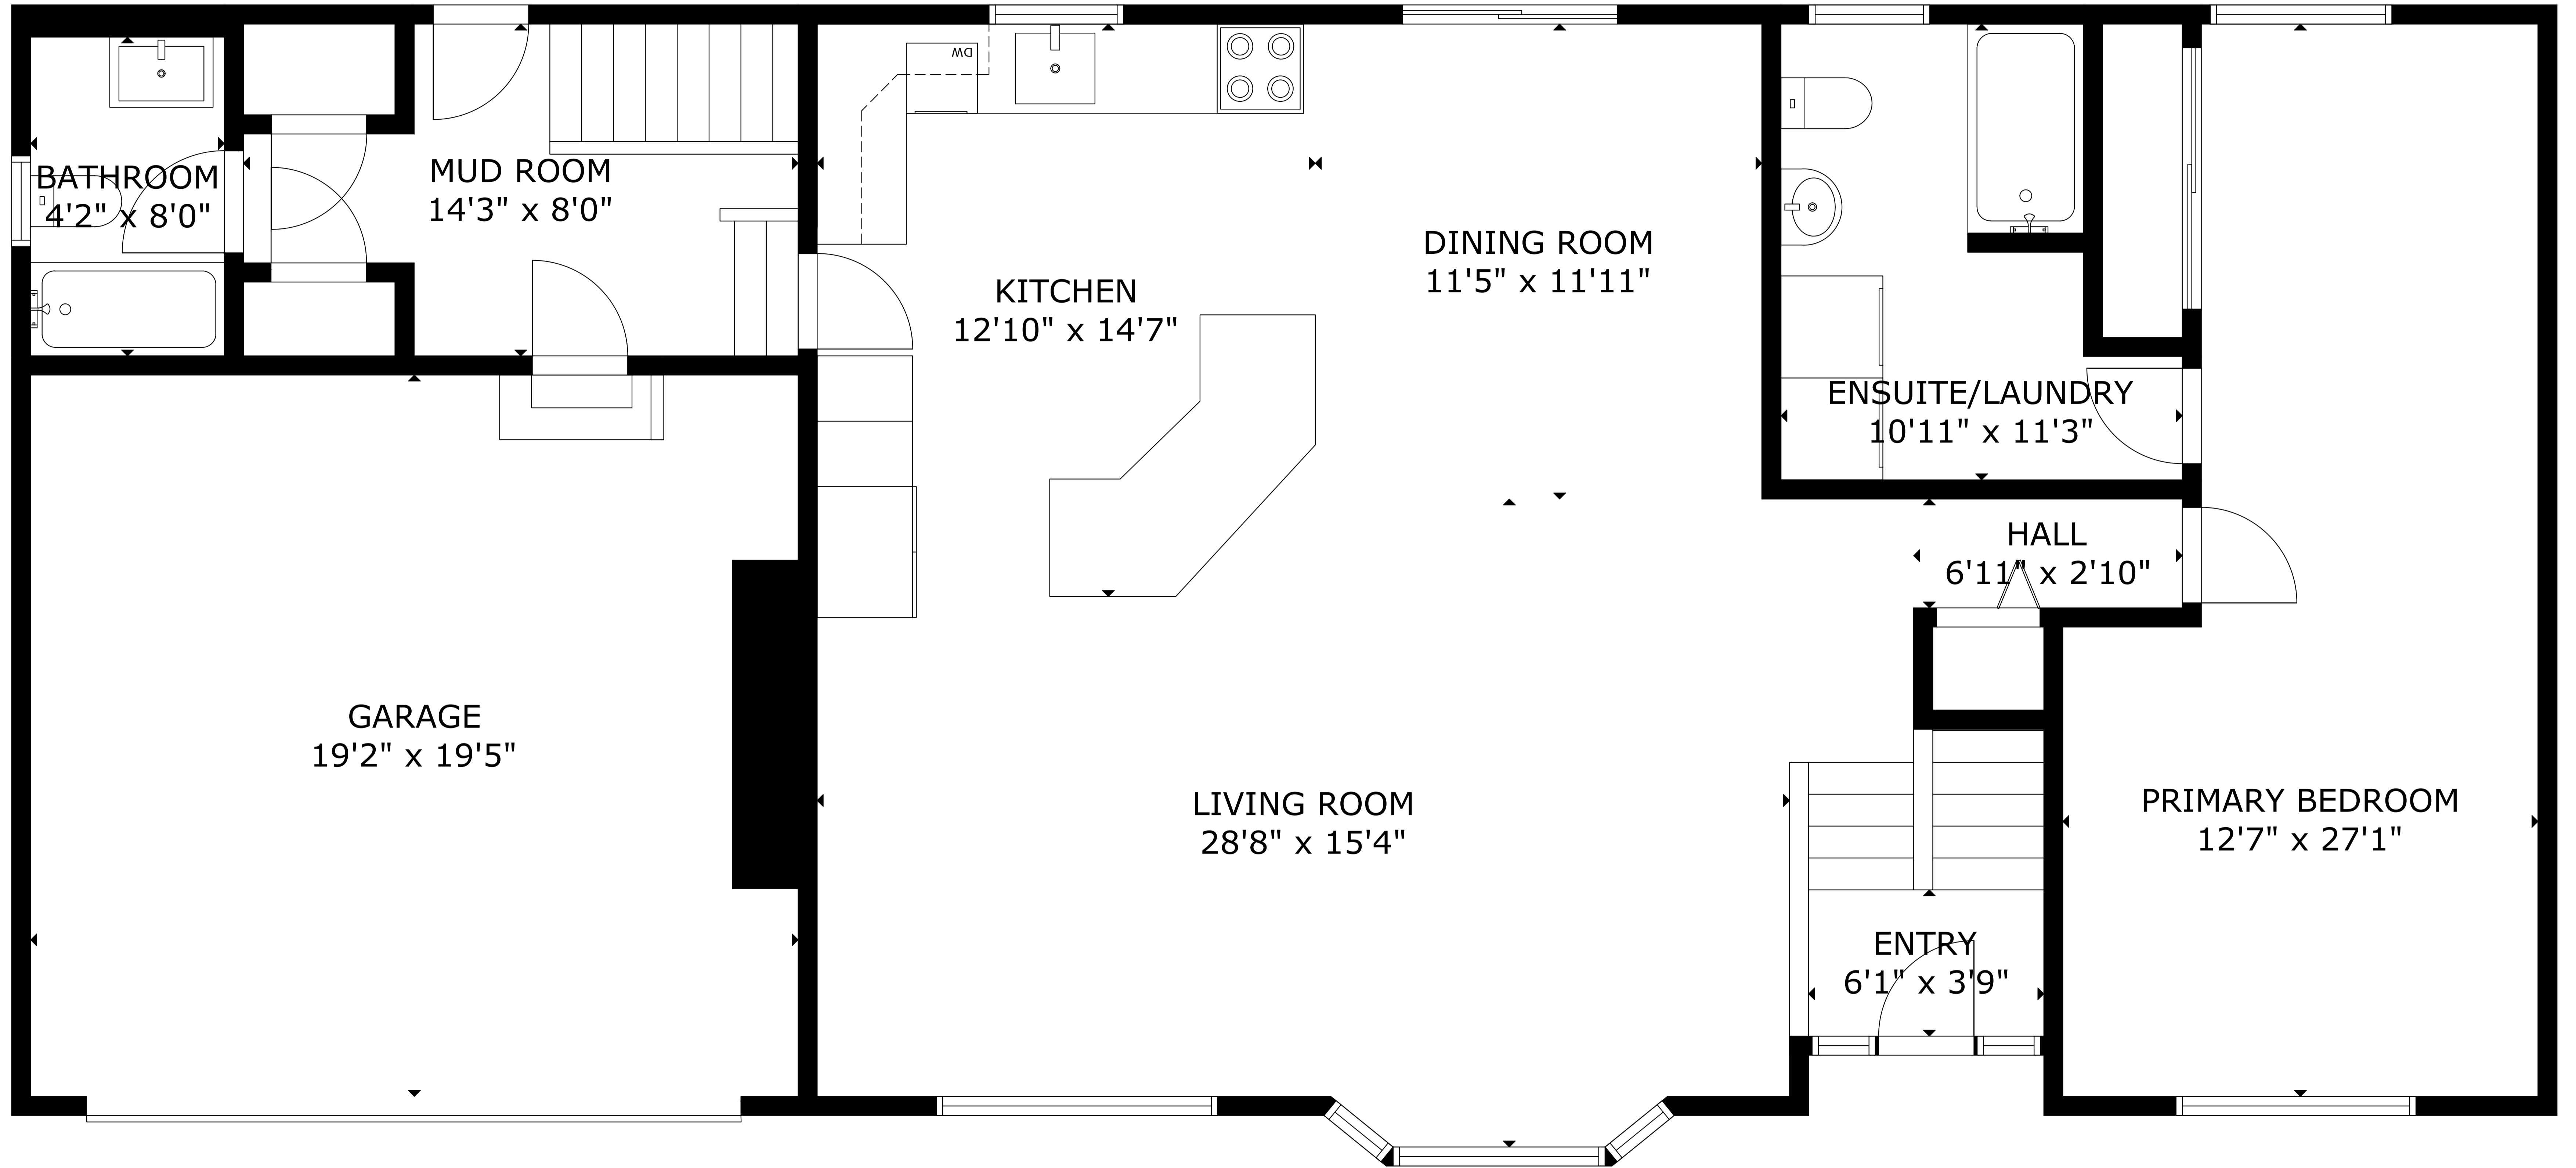 DW
BATHROOM
4'2" x 8'0"
MUD ROOM
14'3" x 8'0"
KITCHEN
12'10" x 14'7"
DINING ROOM
11'5" x 11'11"
ENSUITE/LAUNDRY
10'11" x 11'3"
HALL
6'11" x 2'10"
GARAGE
19'2" x 19'5"
LIVING ROOM
28'8" x 15'4"
PRIMARY BEDROOM
12'7" x 27'1"
ENTRY
6'1" x 3'9"